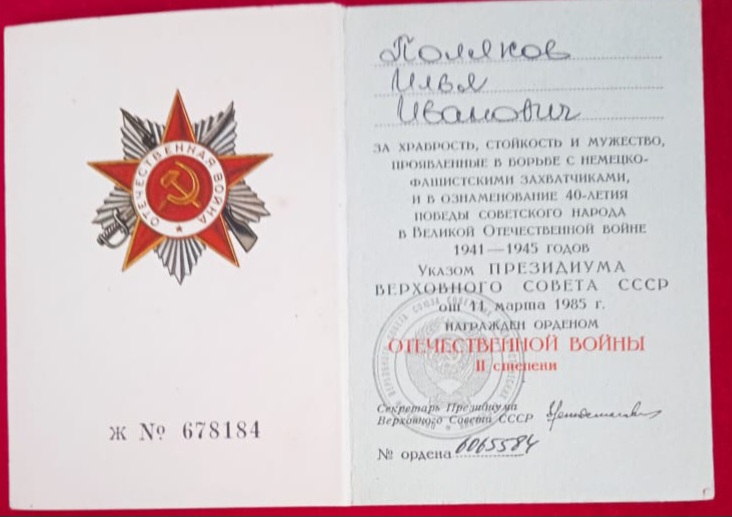 ОТЕЧЕСТВЕННАЯ ВОЙНА
Ж № 678184
Поляков
Илья
Иванович
ЗА ХРАБРОСТЬ, СТОЙКОСТЬ И МУЖЕСТВО,
ПРОЯВЛЕННЫЕ В БОРЬБЕ С НЕМЕЦКО-
ФАШИСТСКИМИ ЗАХВАТЧИКАМИ,
И В ОЗНАМЕНОВАНИЕ 40-ЛЕТИЯ
ПОБЕДЫ СОВЕТСКОГО НАРОДА
В ВЕЛИКОЙ ОТЕЧЕСТВЕННОЙ ВОЙНЕ
1941—1945 ГОДОВ
УКАЗОМ ПРЕЗИДИУМА
ВЕРХОВНОГО СОВЕТА СССР
от 11 марта 1985 г.
НАГРАЖДЕН ОРДЕНОМ
ОТЕЧЕСТВЕННОЙ ВОЙНЫ
II степени
Секретарь Президиума
Верховного Совета СССР
№ ордена 6065584